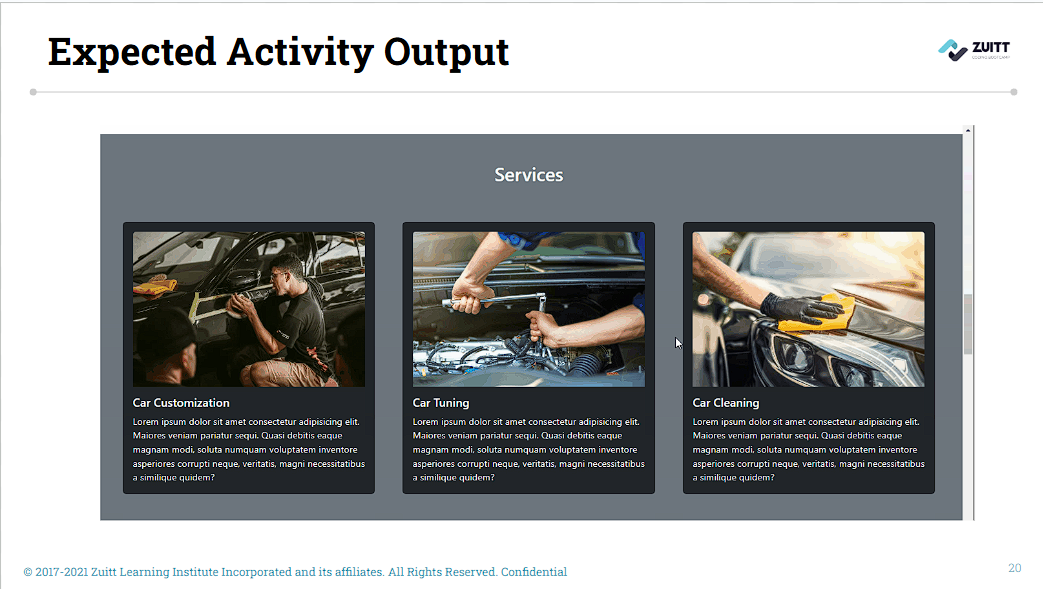 Expected Activity Output
ZUITT
Services
Car Customization
Lorem ipsum dolor sit amet consectetur adipisicing elit.
Maiores veniam pariatur sequi. Quasi debitis eaque
magnam modi, soluta numquam voluptatem inventore
asperiores corrupti neque, veritatis, magni necessitatibus
a similique quidem?
Car Tuning
Lorem ipsum dolor sit amet consectetur adipisicing elit.
Maiores veniam pariatur sequi. Quasi debitis eaque
magnam modi, soluta numquam voluptatem inventore
asperiores corrupti neque, veritatis, magni necessitatibus
a similique quidem?
Car Cleaning
Lorem ipsum dolor sit amet consectetur adipisicing elit.
Maiores veniam pariatur sequi. Quasi debitis eaque
magnam modi, soluta numquam voluptatem inventore
asperiores corrupti neque, veritatis, magni necessitatibus
a similique quidem?
© 2017-2021 Zuitt Learning Institute Incorporated and its affiliates. All Rights Reserved. Confidential
20